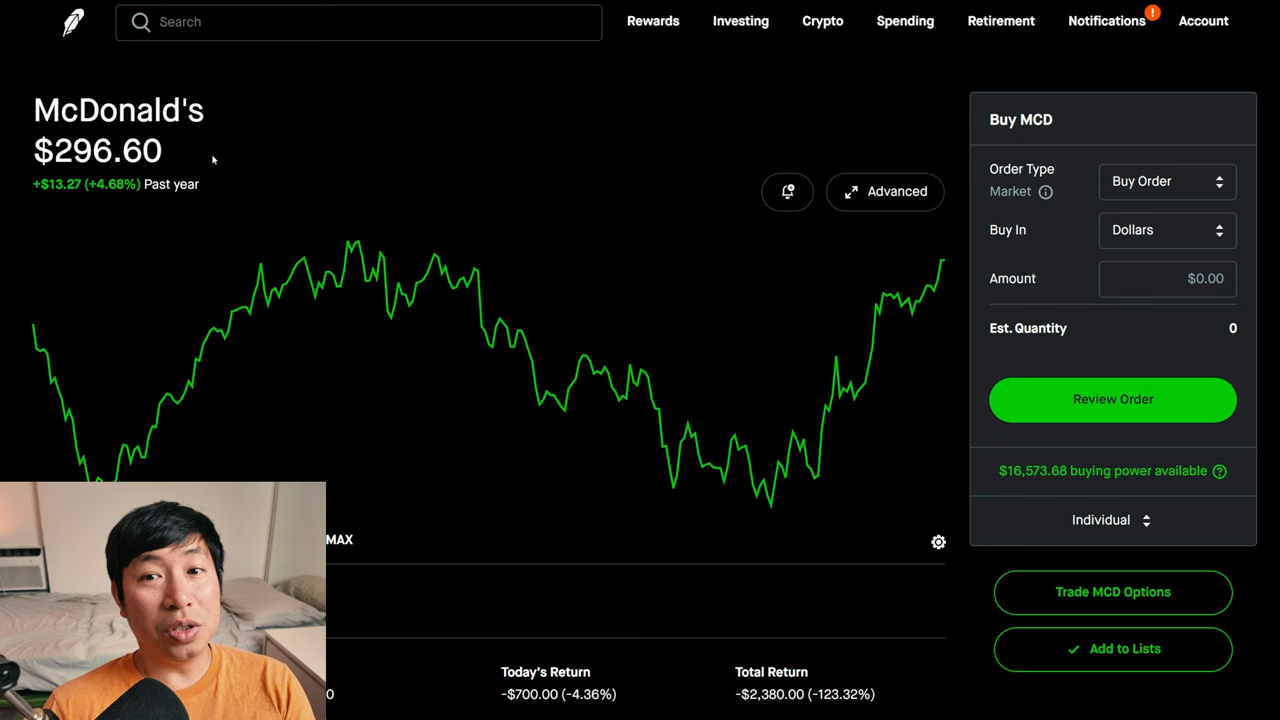 Search
Rewards
Investing
Crypto
Spending
Retirement
Notifications
!
Account
McDonald's
$296.60
+$13.27 (+4.68%) Past year
Advanced
Buy MCD
Order Type
Market
Buy Order
Buy In
Dollars
Amount
$0.00
Est. Quantity
0
Review Order
$16,573.68 buying power available
?
Individual
MAX
Trade MCD Options
Add to Lists
0
Today's Return
-$700.00 (-4.36%)
Total Return
-$2,380.00 (-123.32%)